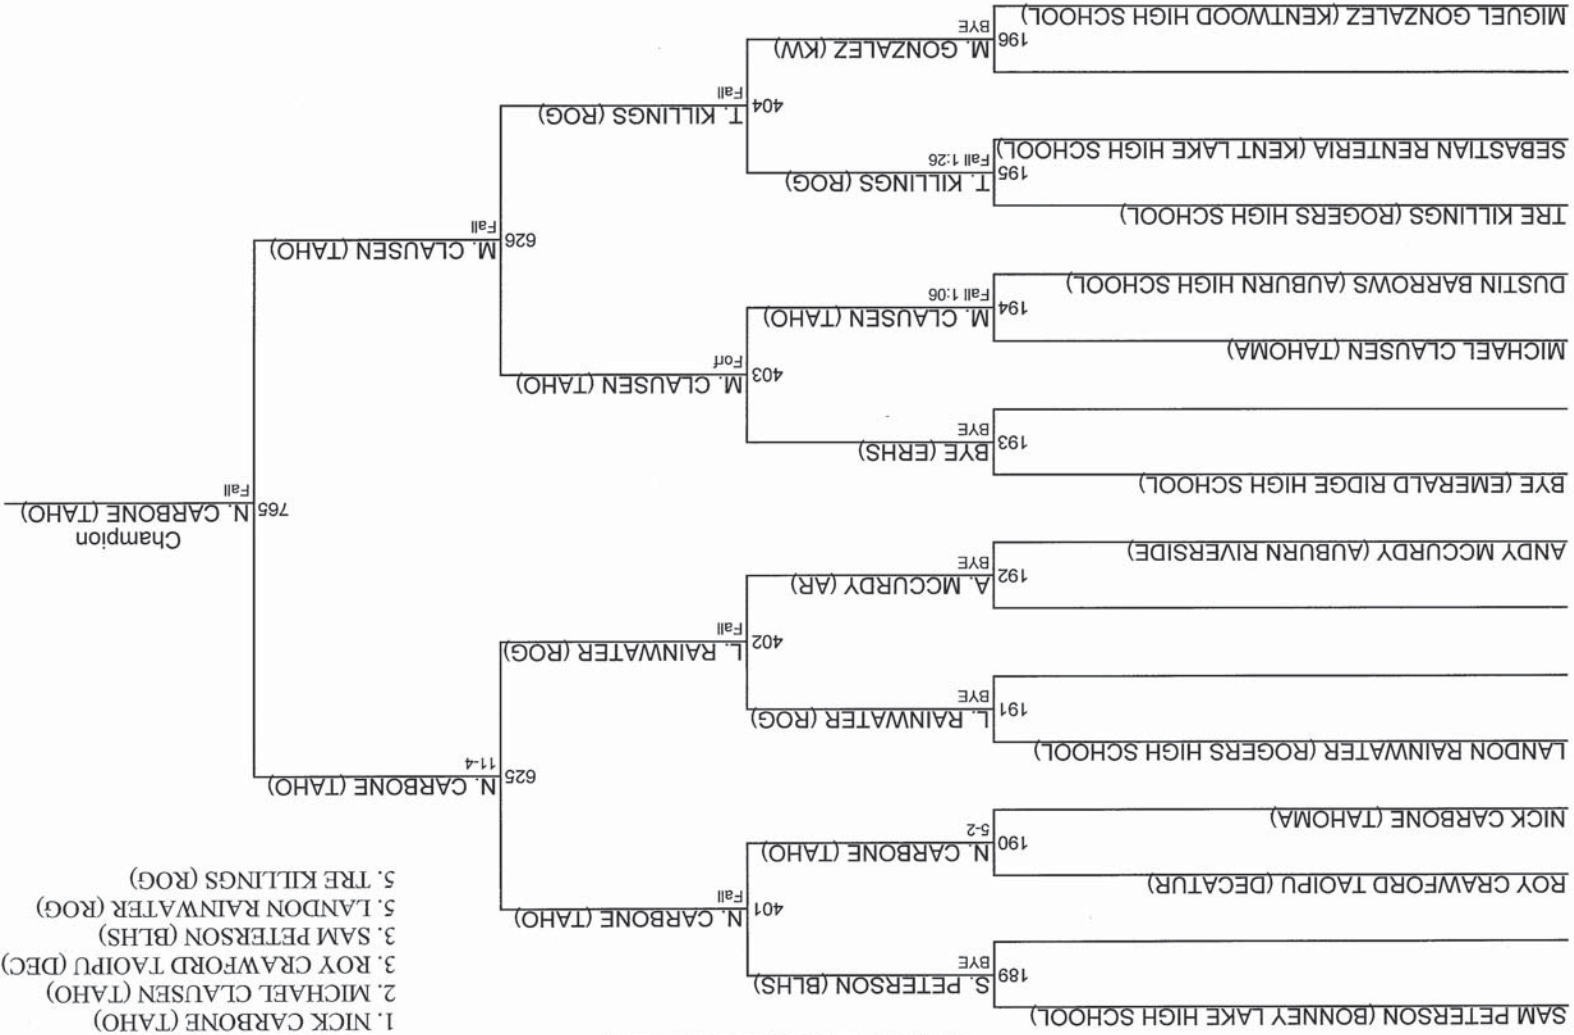 SAM PETERSON (BONNEY LAKE HIGH SCHOOL)
ROY CRAWFORD TAOIPU (DECATUR)
NICK CARBONE (TAHOMA)
LANDON RAINWATER (ROGERS HIGH SCHOOL)
ANDY MCCURDY (AUBURN RIVERSIDE)
BYE (EMERALD RIDGE HIGH SCHOOL)
MICHAEL CLAUSEN (TAHOMA)
DUSTIN BARROWS (AUBURN HIGH SCHOOL)
TRE KILLINGS (ROGERS HIGH SCHOOL)
SEBASTIAN RENTERIA (KENT LAKE HIGH SCHOOL)
MIGUEL GONZALEZ (KENTWOOD HIGH SCHOOL)
189
S. PETERSON (BLHS)
BYE
190
N. CARBONE (TAHO)
5-2
191
L. RAINWATER (ROG)
BYE
192
A. MCCURDY (AR)
BYE
193
BYE (ERHS)
BYE
194
M. CLAUSEN (TAHO)
Fall 1:06
195
T. KILLINGS (ROG)
Fall 1:26
196
M. GONZALEZ (KW)
BYE
401
N. CARBONE (TAHO)
Fall
402
L. RAINWATER (ROG)
Fall
403
M. CLAUSEN (TAHO)
Forf
404
T. KILLINGS (ROG)
Fall
625
N. CARBONE (TAHO)
11-4
626
M. CLAUSEN (TAHO)
Fall
765
Champion
N. CARBONE (TAHO)
Fall
1. NICK CARBONE (TAHO)
2. MICHAEL CLAUSEN (TAHO)
3. ROY CRAWFORD TAOIPU (DEC)
3. SAM PETERSON (BLHS)
5. LANDON RAINWATER (ROG)
5. TRE KILLINGS (ROG)